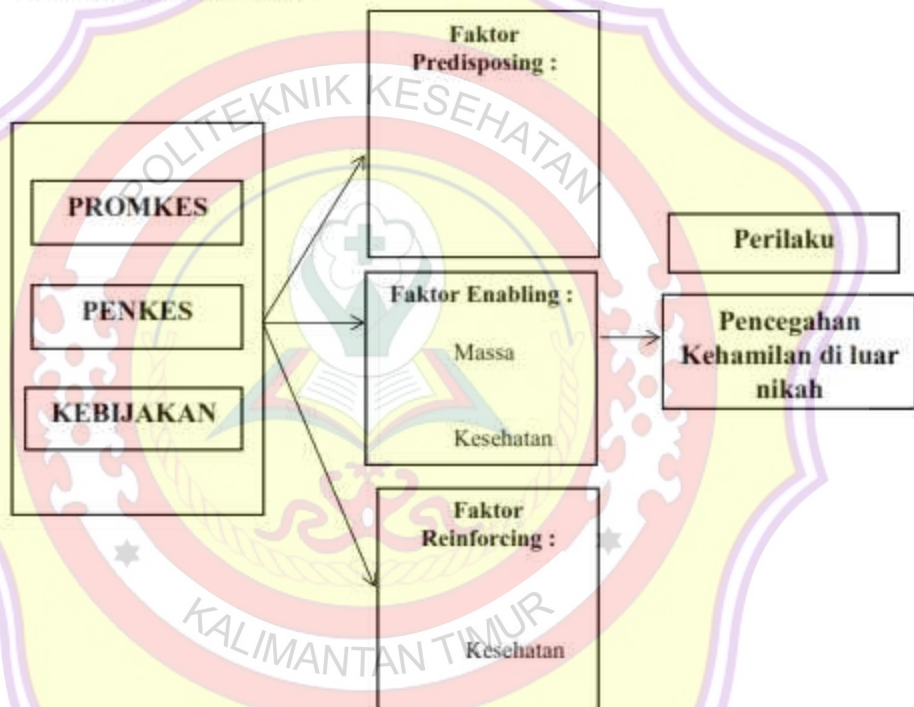 PROMKES
PENKES
KEBIJAKAN
Faktor
Predisposing :
Faktor Enabling :
Massa
Kesehatan
Faktor
Reinforcing :
Kesehatan
Perilaku
Pencegahan
Kehamilan di luar
nikah
POLITEKNIK KESEHATAN
KALIMANTAN TIMUR